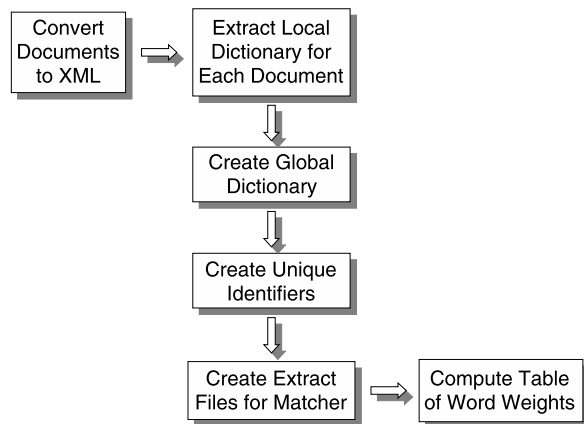 Convert
Documents
to XML
Extract Local
Dictionary for
Each Document
Create Global
Dictionary
Create Unique
Identifiers
Create Extract
Files for Matcher
Compute Table
of Word Weights